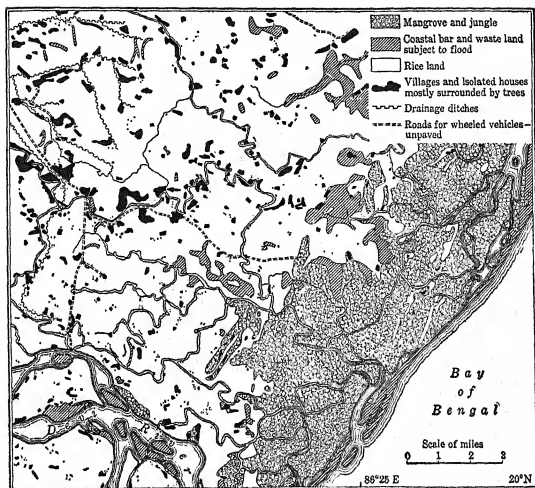 Mangrove and jungle
Coastal bar and waste land
subject to flood
Rice land
Villages and isolated houses
mostly surrounded by trees
Drainage ditches
Roads for wheeled vehicles—
unpaved
Bay
of
Bengal
D
R
Scale of miles
0 1 2 3
86°25 E
20°N